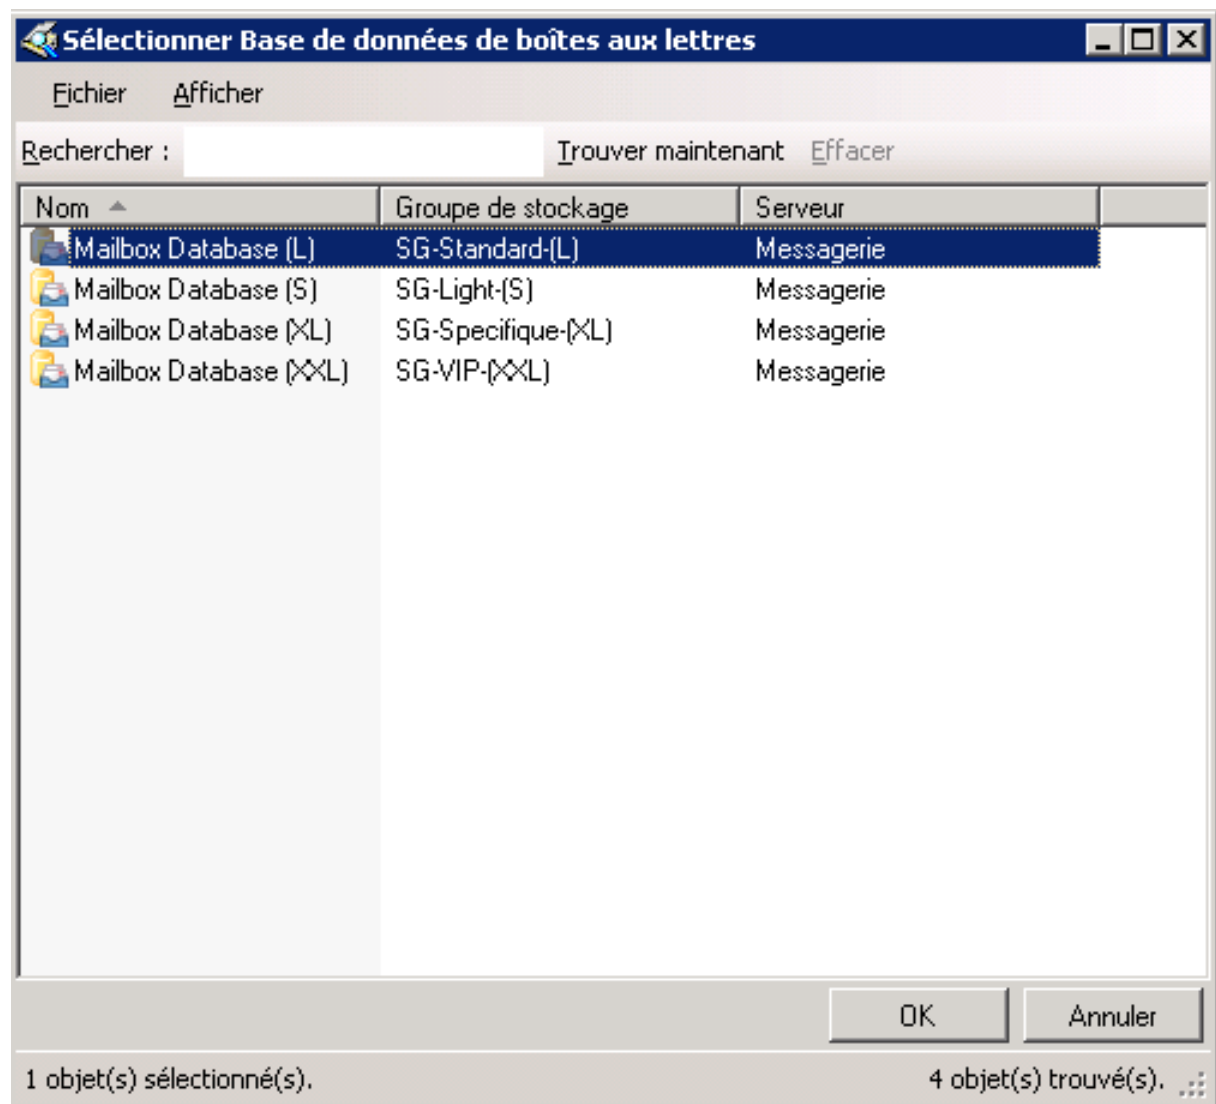 Sélectionner Base de données de boîtes aux lettres
Fichier Afficher
Rechercher : Trouver maintenant Effacer
Nom Groupe de stockage Serveur
Mailbox Database (L) SG-Standard-(L) Messagerie
Mailbox Database (S) SG-Light-(S) Messagerie
Mailbox Database (XL) SG-Specifique-(XL) Messagerie
Mailbox Database (XXL) SG-VIP-(XXL) Messagerie
OK Annuler
1 objet(s) sélectionné(s). 4 objet(s) trouvé(s).